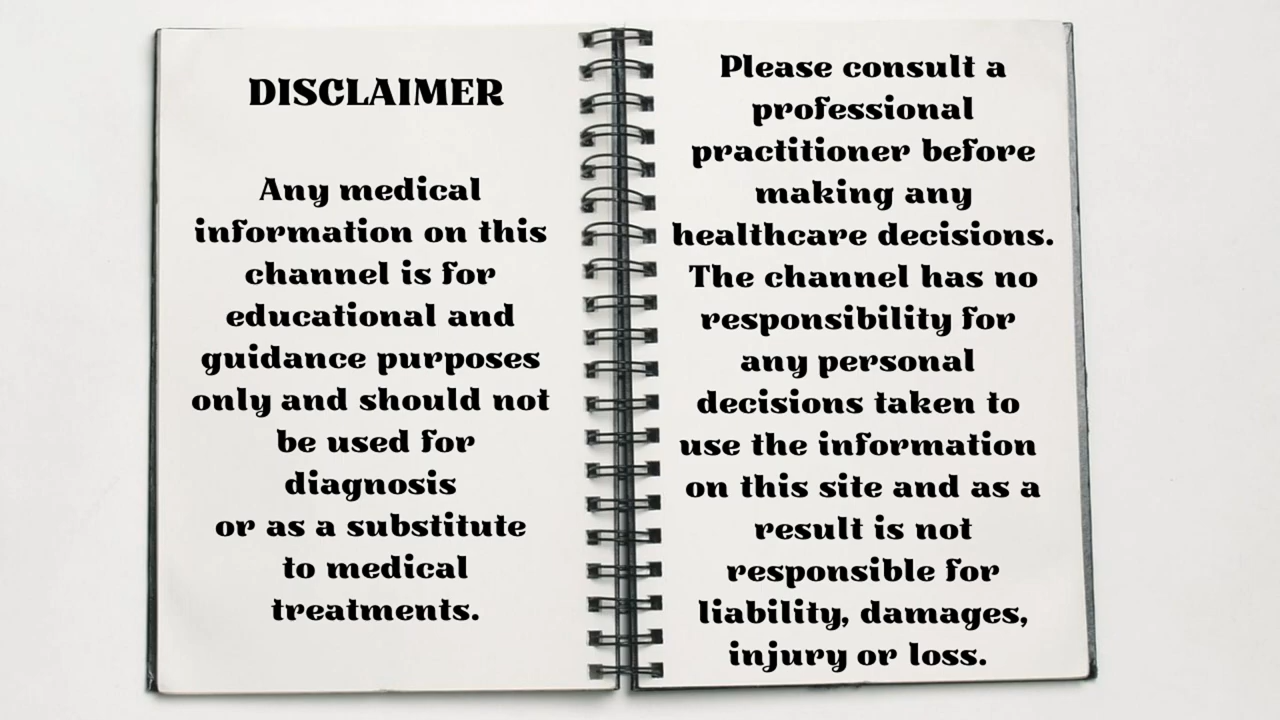 DISCLAIMER
Any medical
information on this
channel is for
educational and
guidance purposes
only and should not
be used for
diagnosis
or as a substitute
to medical
treatments.
Please consult a
professional
practitioner before
making any
healthcare decisions.
The channel has no
responsibility for
any personal
decisions taken to
use the information
on this site and as a
result is not
responsible for
liability, damages,
injury or loss.